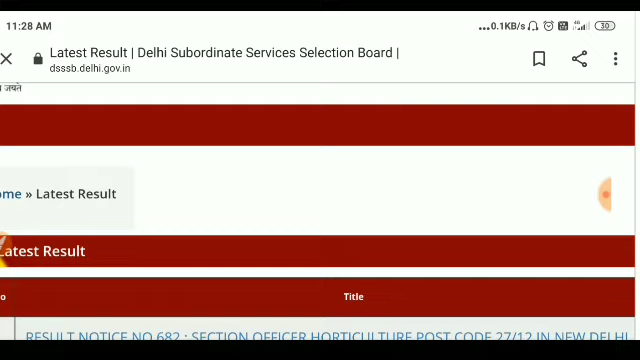 11:28 AM
...0.1KB/s 4G 30
Latest Result | Delhi Subordinate Services Selection Board |
dsssb.delhi.gov.in
जयते
ome » Latest Result
Latest Result
o Title
RESULT NOTICE NO 682 : SECTION OFFICER HORTICULTURE POST CODE 27/12 IN NEW DELHI